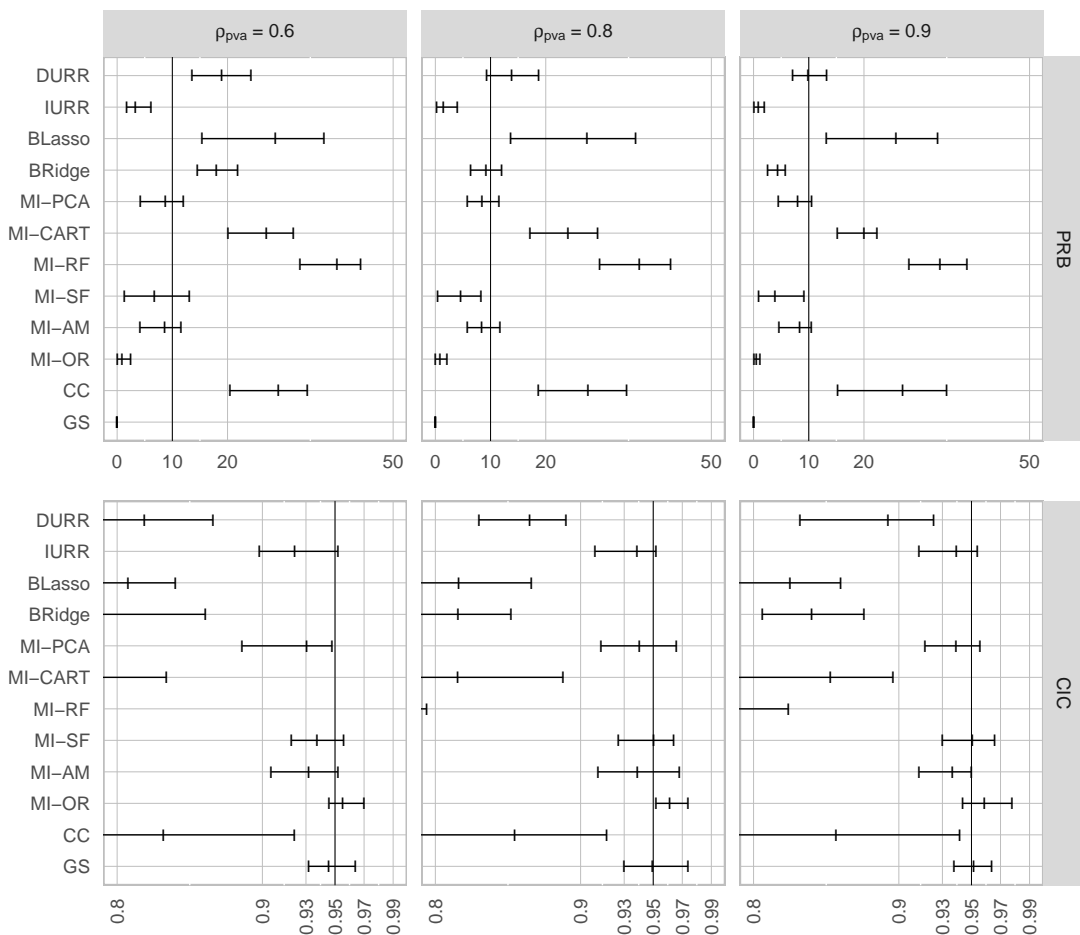 ρpva = 0.6 ρpva = 0.8 ρpva = 0.9
DURR
IURR
BLasso
BRidge
MI−PCA
MI−CART
MI−RF
MI−SF
MI−AM
MI−OR
CC
GS
PRB
0 10 20 50 0 10 20 50 0 10 20 50
DURR
IURR
BLasso
BRidge
MI−PCA
MI−CART
MI−RF
MI−SF
MI−AM
MI−OR
CC
GS
CIC
0.8 0.9 0.93 0.95 0.97 0.99 0.8 0.9 0.93 0.95 0.97 0.99 0.8 0.9 0.93 0.95 0.97 0.99